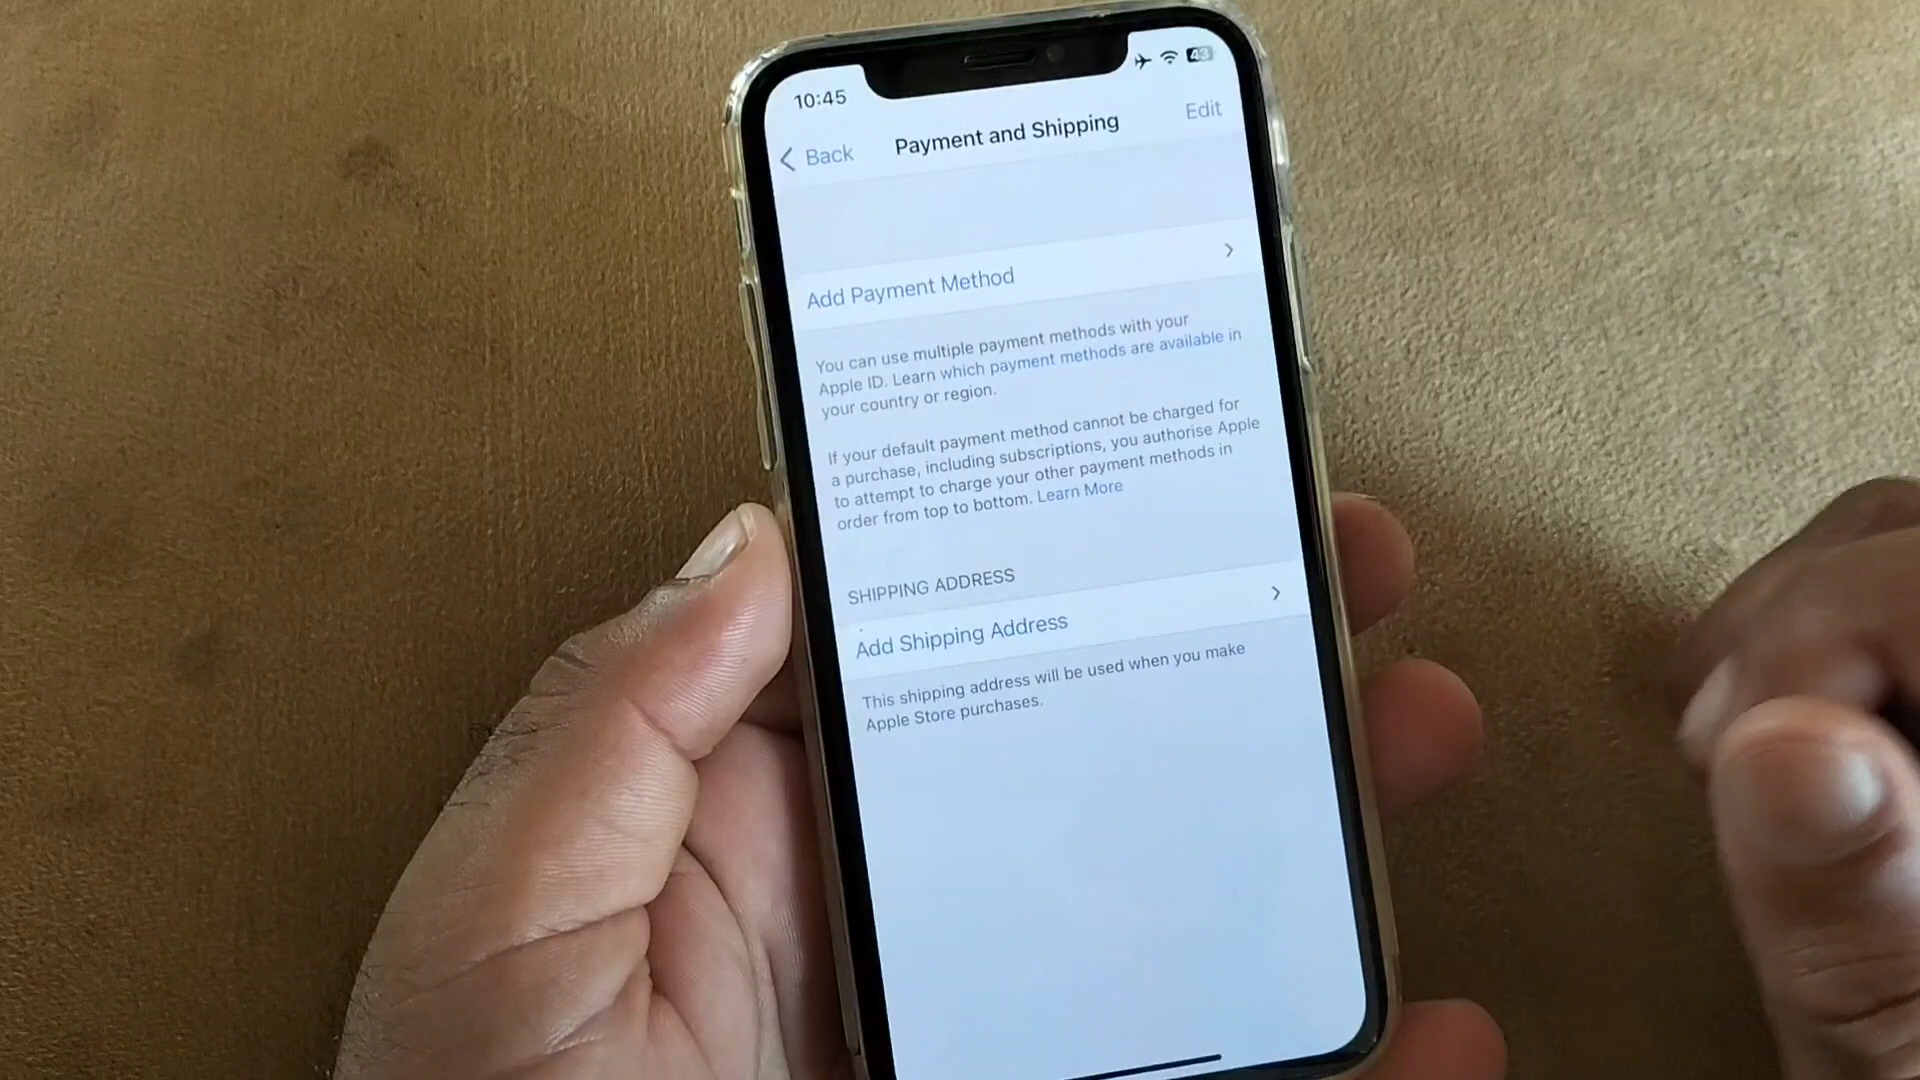 10:45
43
Back
Payment and Shipping
Edit
Add Payment Method
You can use multiple payment methods with your
Apple ID. Learn which payment methods are available in
your country or region.
If your default payment method cannot be charged for
a purchase, including subscriptions, you authorise Apple
to attempt to charge your other payment methods in
order from top to bottom. Learn More
SHIPPING ADDRESS
Add Shipping Address
This shipping address will be used when you make
Apple Store purchases.